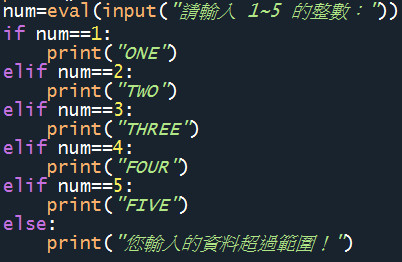 num=eval(input("請輸入 1~5 的整數："))
if num==1:
    print("ONE")
elif num==2:
    print("TWO")
elif num==3:
    print("THREE")
elif num==4:
    print("FOUR")
elif num==5:
    print("FIVE")
else:
    print("您輸入的資料超過範圍！")